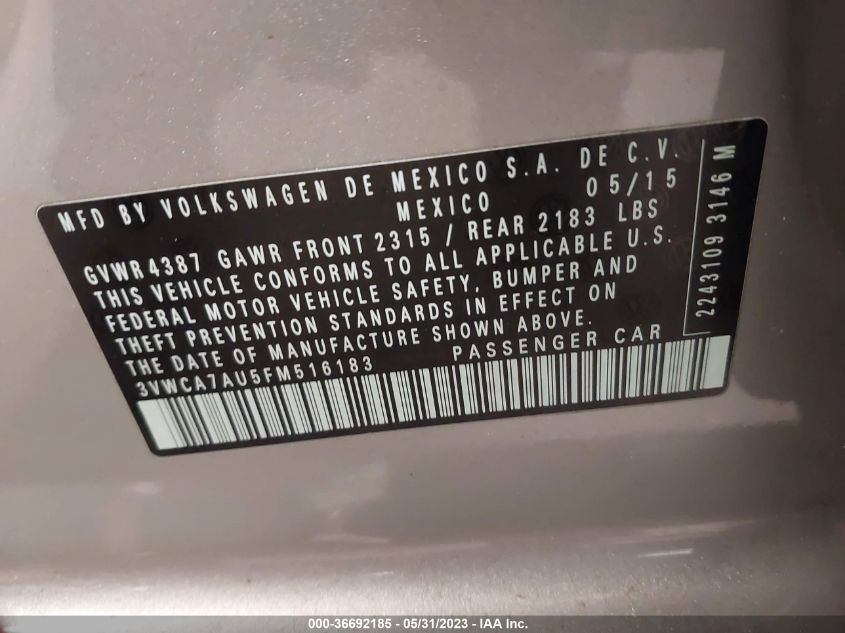 MFD BY VOLKSWAGEN DE MEXICO S.A. DE C.V.
MEXICO 05/15
GVWR 4387 GAWR FRONT 2315 / REAR 2183 LBS
THIS VEHICLE CONFORMS TO ALL APPLICABLE U.S.
FEDERAL MOTOR VEHICLE SAFETY, BUMPER AND
THEFT PREVENTION STANDARDS IN EFFECT ON
THE DATE OF MANUFACTURE SHOWN ABOVE.
3VWCA7AU5FM516183 PASSENGER CAR
2243109 3146 M
000-36692185 - 05/31/2023 - IAA Inc.